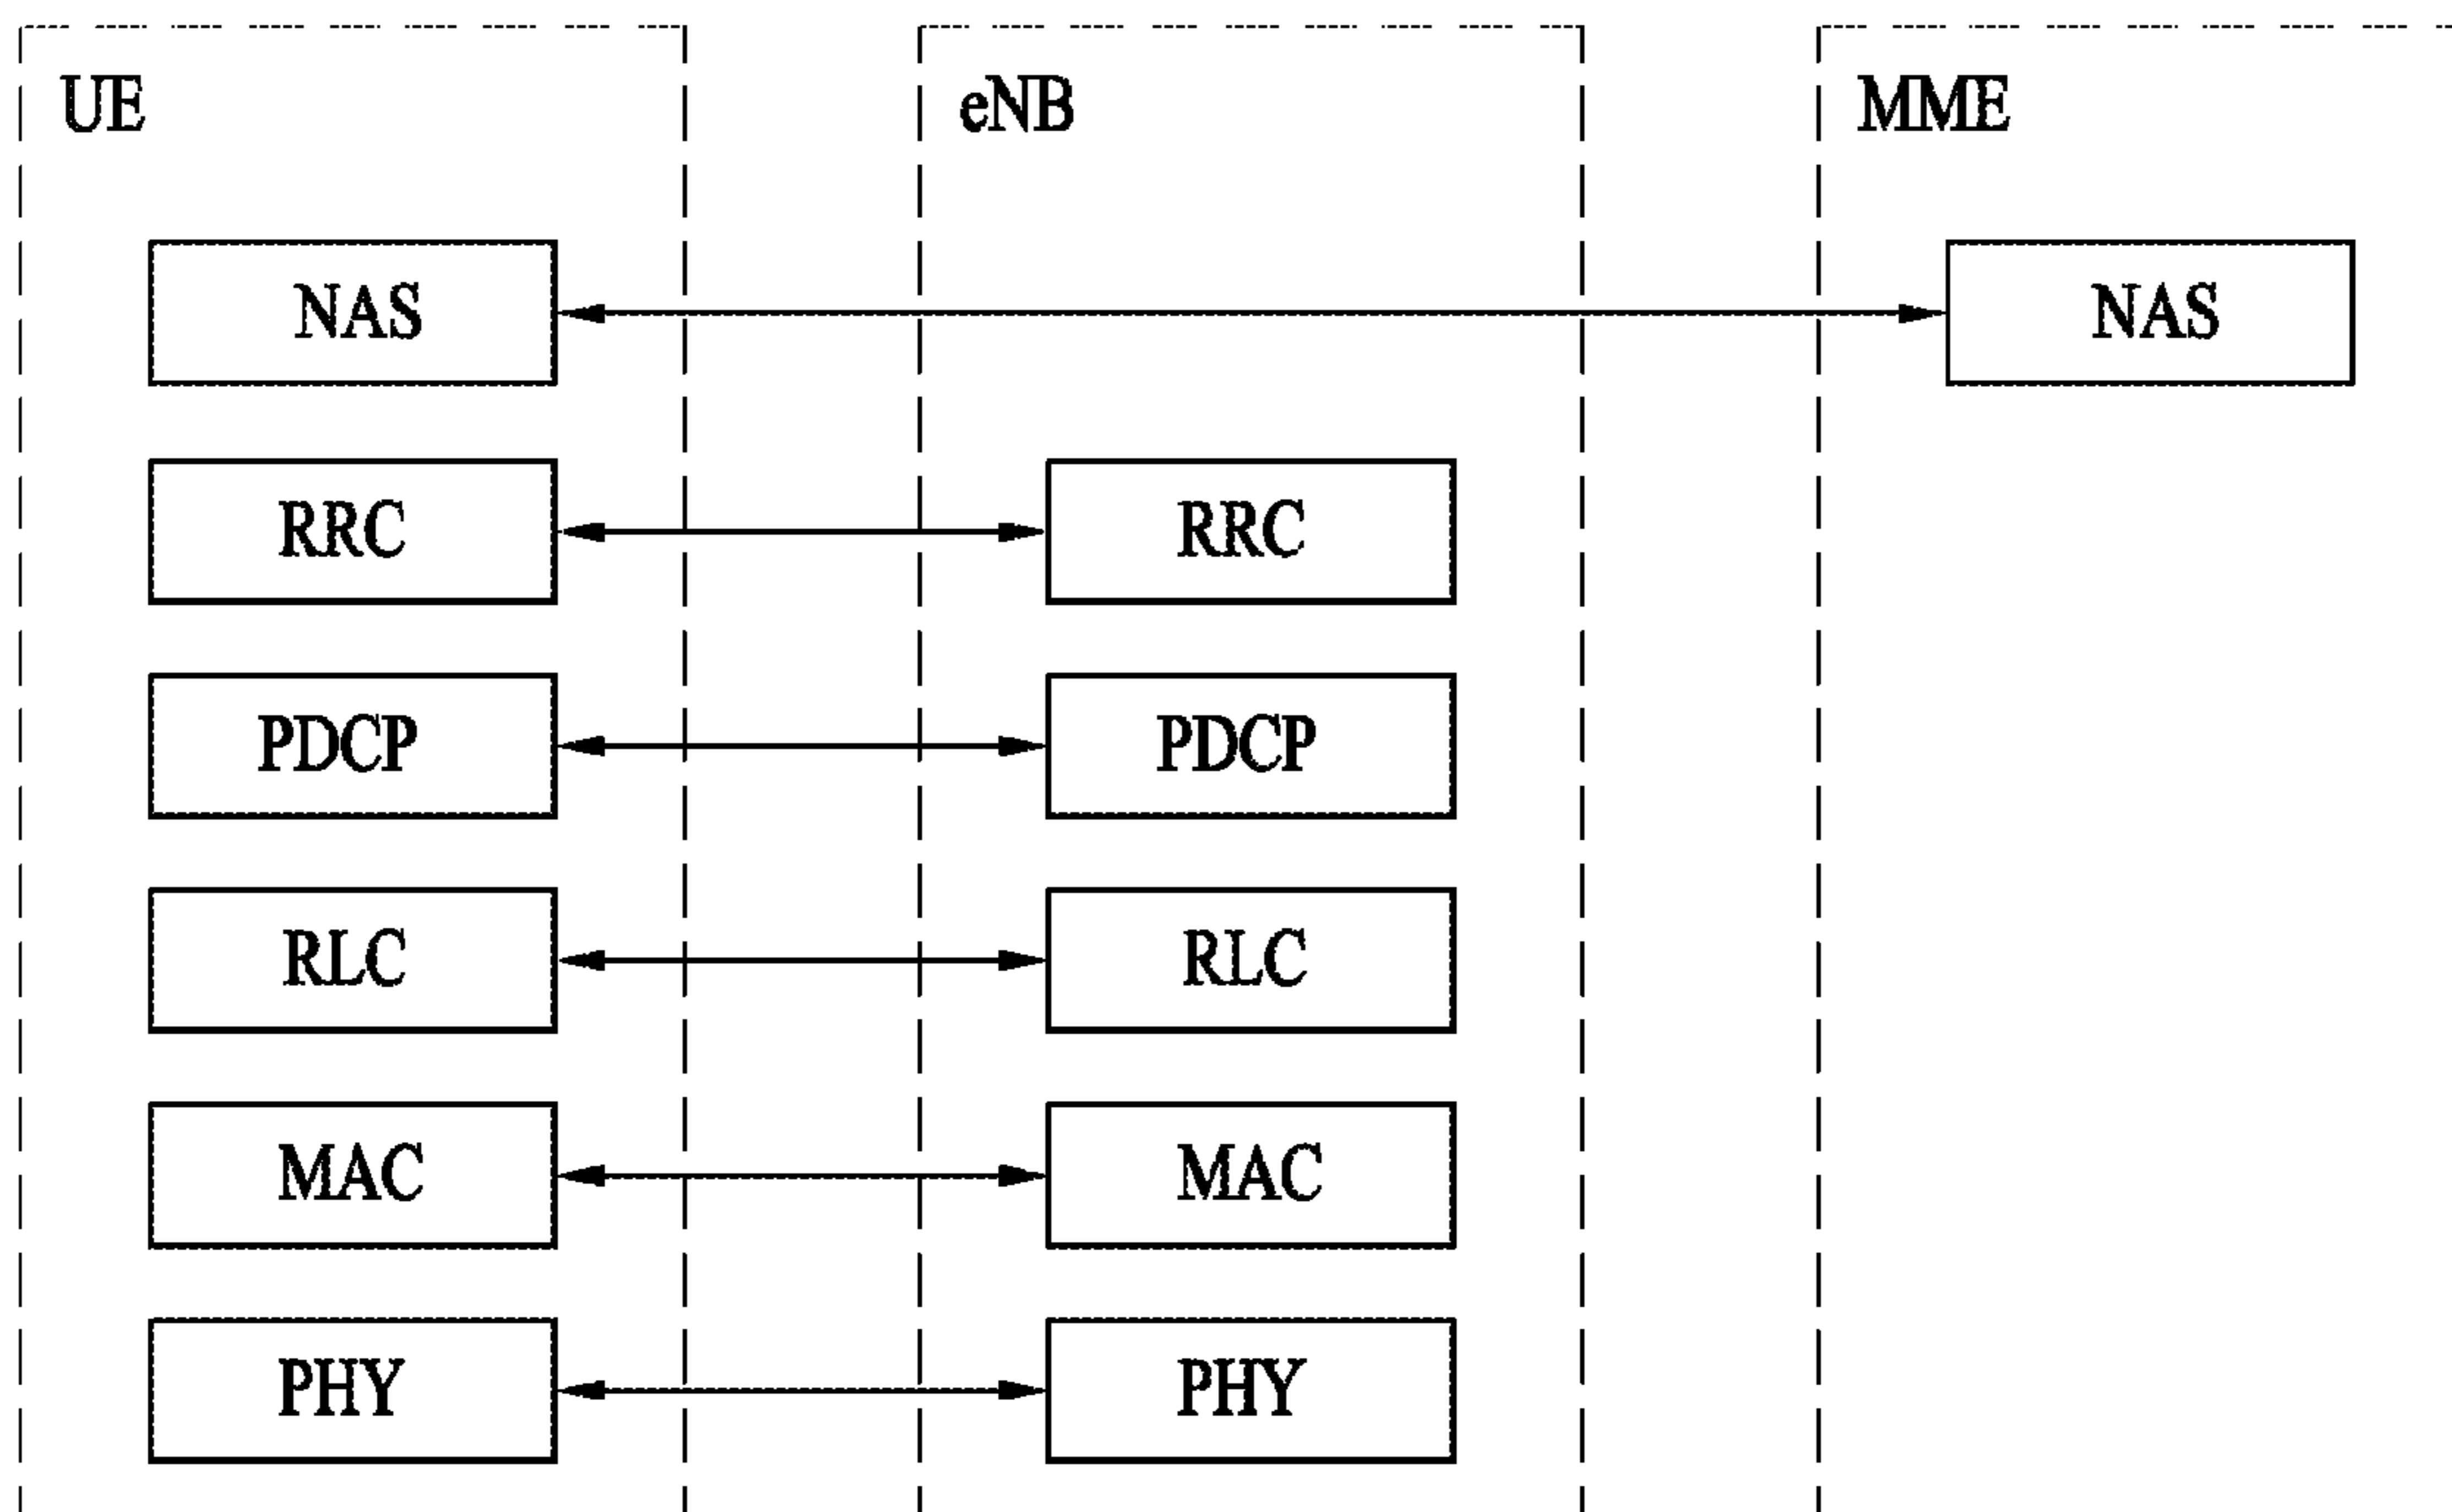 UE eNB MME
NAS NAS
RRC RRC
PDCP PDCP
RLC RLC
MAC MAC
PHY PHY